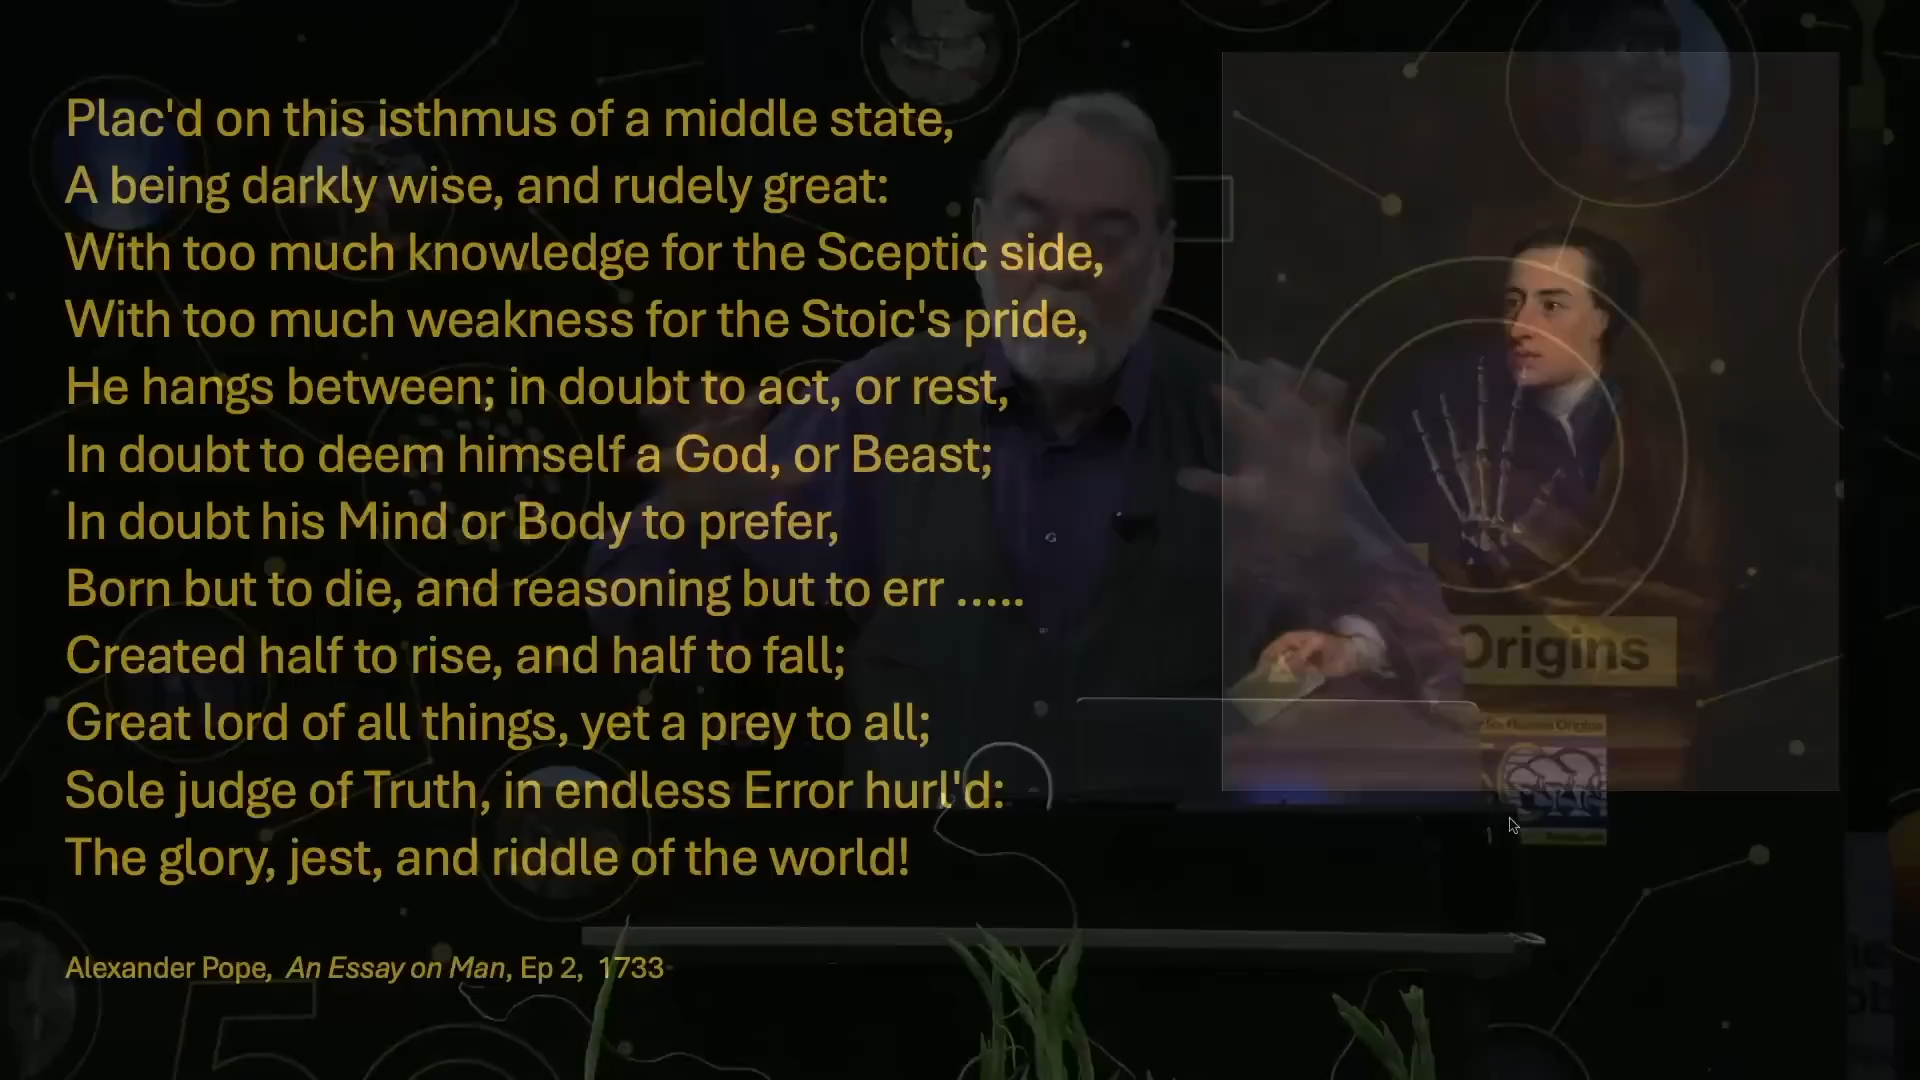 Plac'd on this isthmus of a middle state,
A being darkly wise, and rudely great:
With too much knowledge for the Sceptic side,
With too much weakness for the Stoic's pride,
He hangs between; in doubt to act, or rest,
In doubt to deem himself a God, or Beast;
In doubt his Mind or Body to prefer,
Born but to die, and reasoning but to err .....
Created half to rise, and half to fall;
Great lord of all things, yet a prey to all;
Sole judge of Truth, in endless Error hurl'd:
The glory, jest, and riddle of the world!
Alexander Pope, An Essay on Man, Ep 2, 1733
Origins
for Human Origins
50